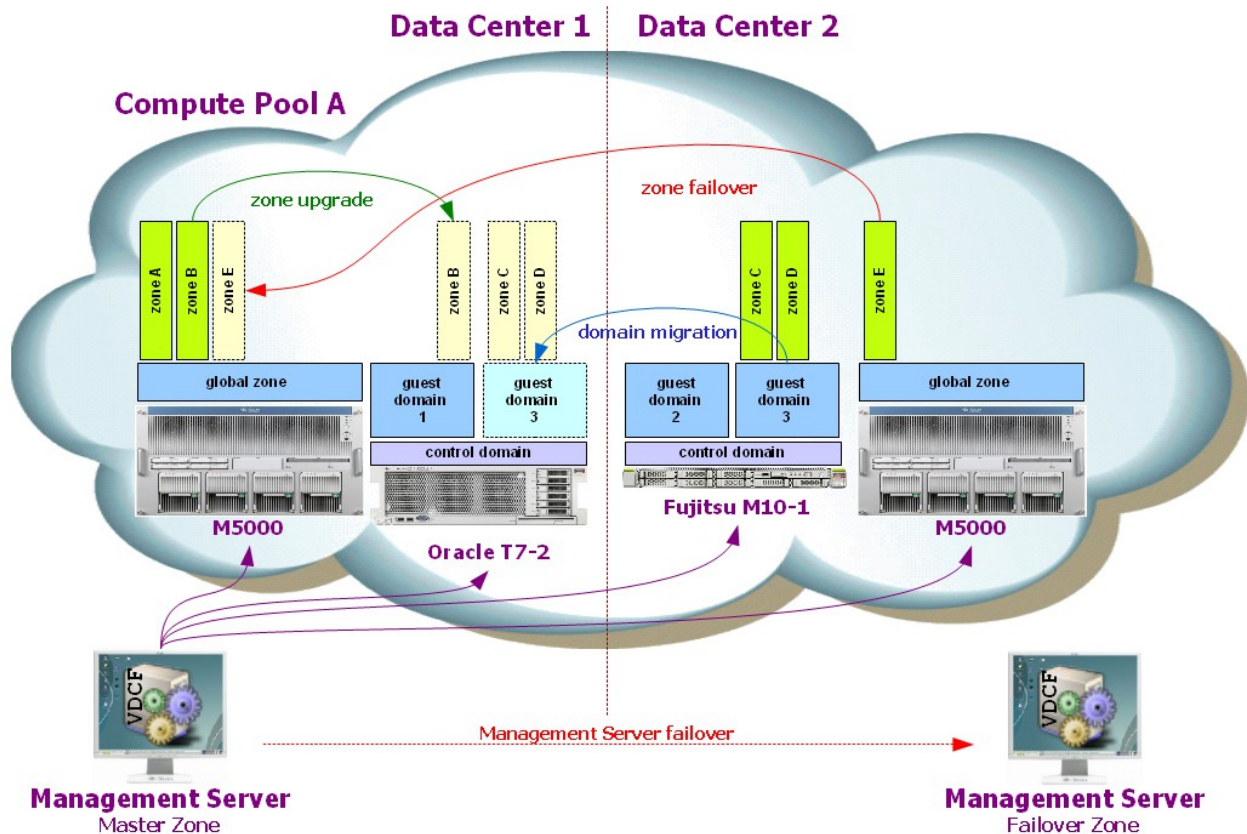 Data Center 1
Data Center 2
Compute Pool A
zone upgrade
zone failover
zone A
zone B
zone E
zone B
zone C
zone D
zone C
zone D
zone E
domain migration
global zone
guest
domain
1
guest
domain
3
guest
domain
2
guest
domain
3
global zone
control domain
control domain
M5000
Oracle T7-2
Fujitsu M10-1
M5000
VDCF
VDCF
Management Server failover
Management Server
Master Zone
Management Server
Failover Zone